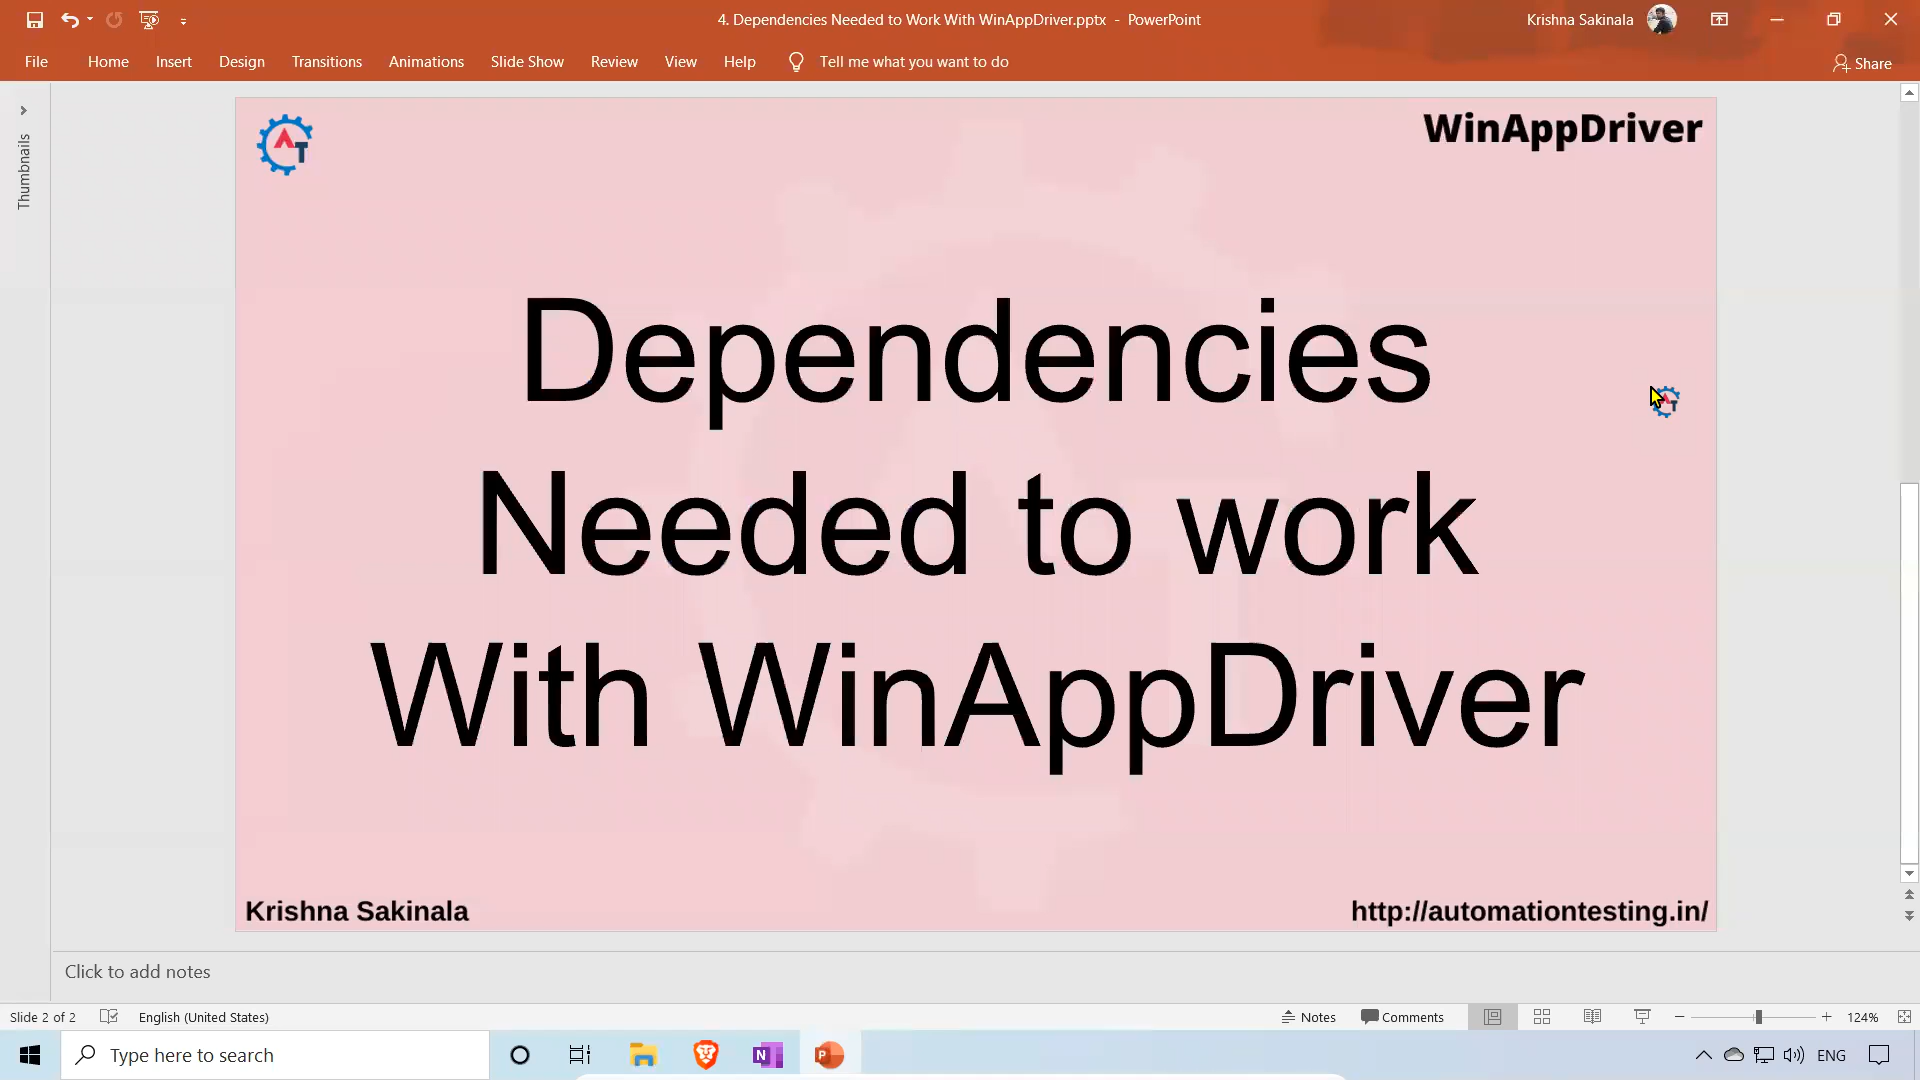 4. Dependencies Needed to Work With WinAppDriver.pptx - PowerPoint
Krishna Sakinala
File Home Insert Design Transitions Animations Slide Show Review View Help Tell me what you want to do
Share
Thumbnails
AT
WinAppDriver
Dependencies
Needed to work
With WinAppDriver
Krishna Sakinala
http://automationtesting.in/
Click to add notes
Slide 2 of 2 English (United States) Notes Comments 124%
Type here to search
ENG